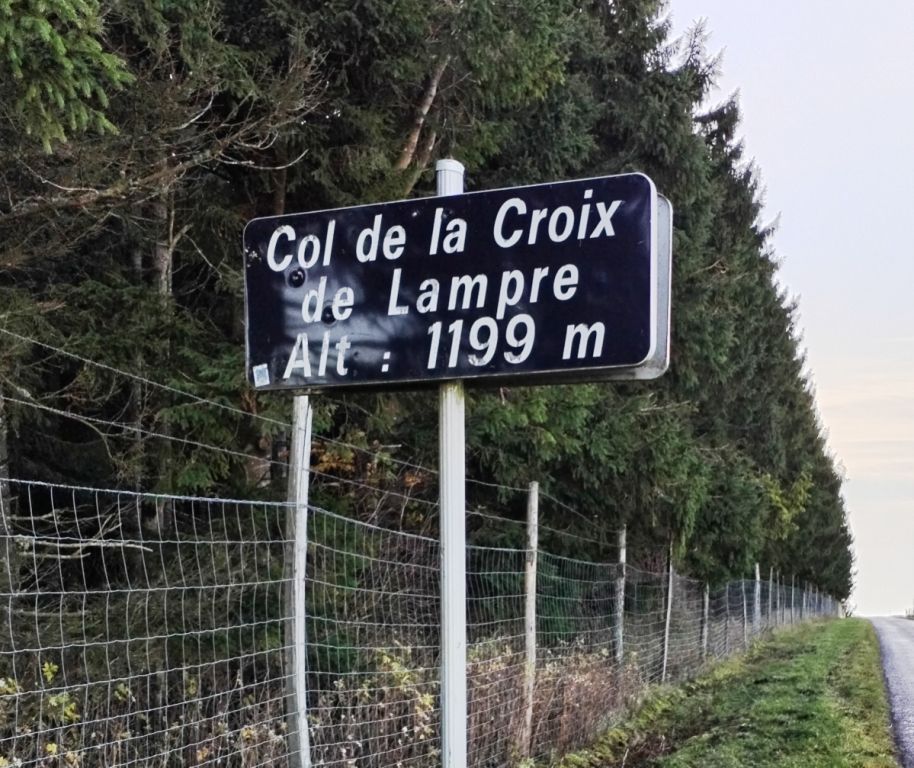 Col de la Croix
de Lampre
Alt : 1199 m